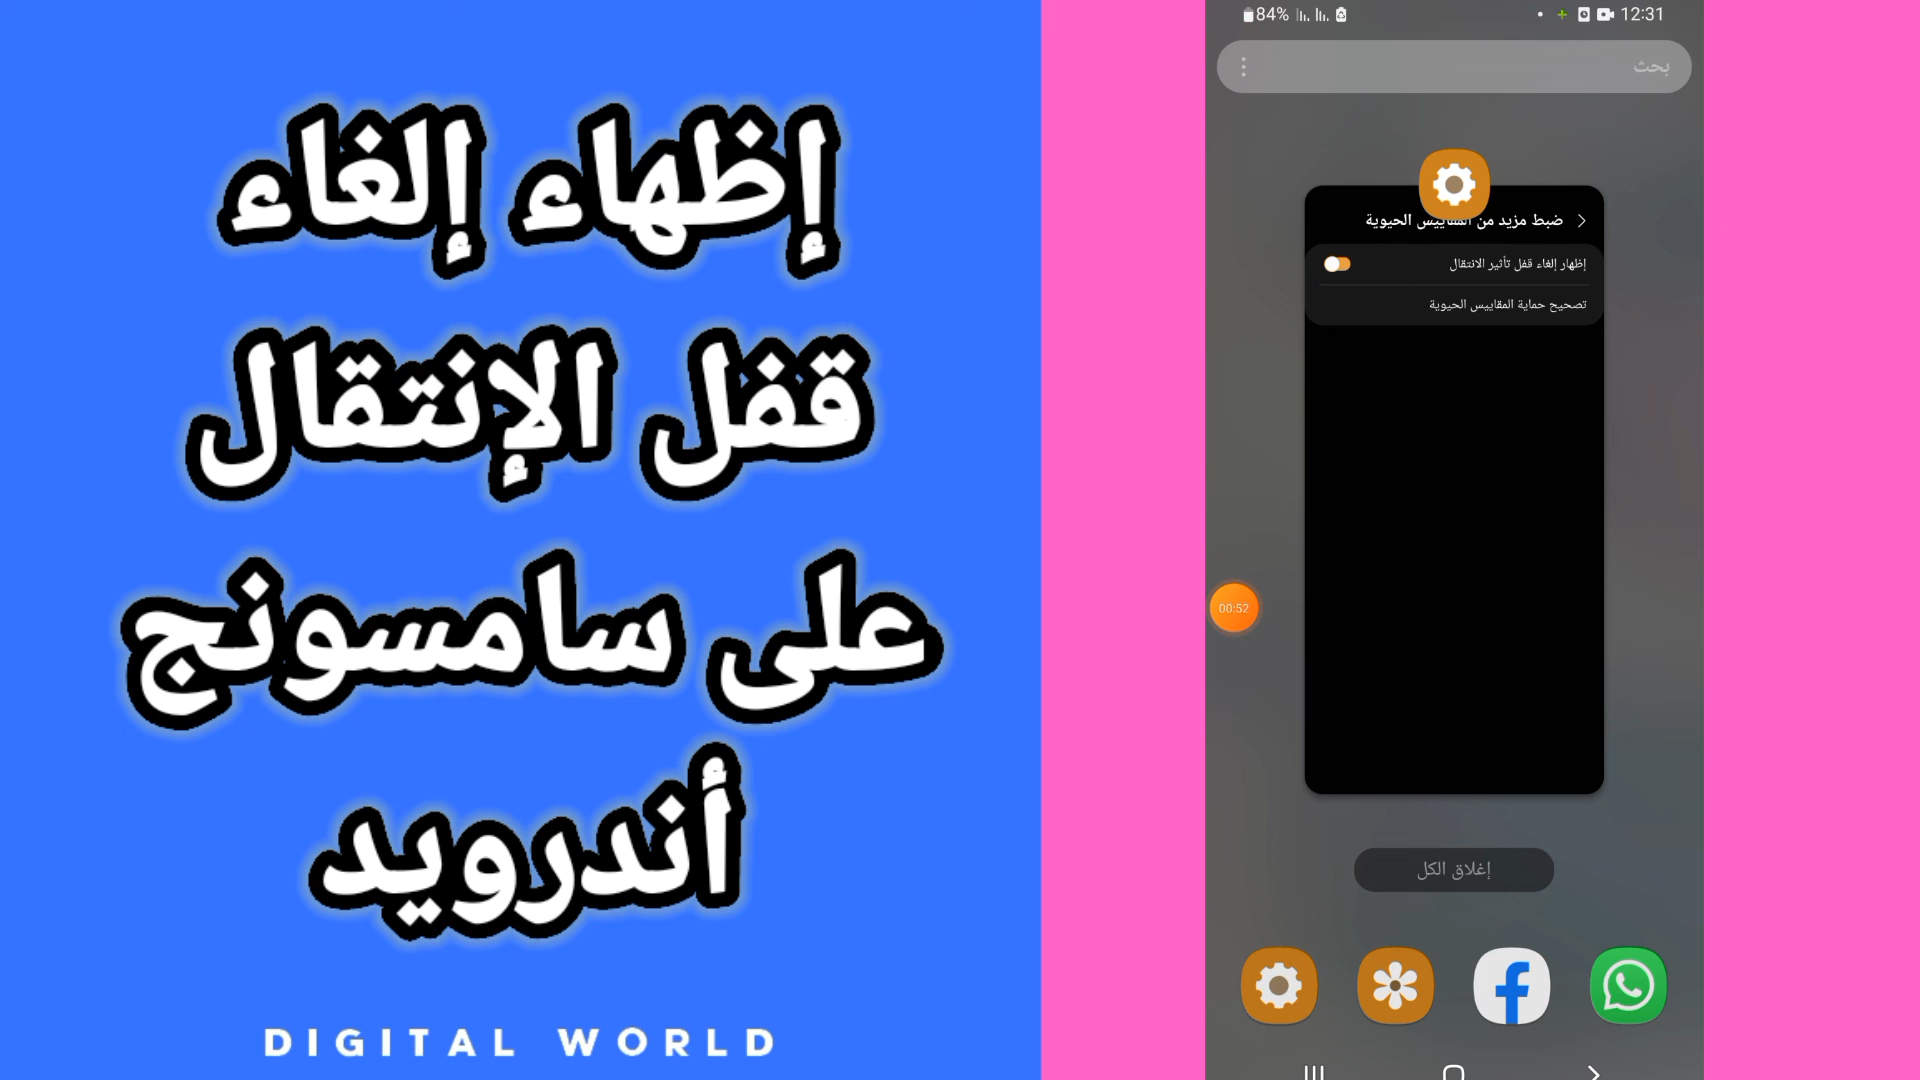 إظهاء إلغاء
قفل الإنتقال
على سامسونج
أندرويد
DIGITAL WORLD
84%
12:31
بحث
ضبط مزيد من المقاييس الحيوية
إظهار إلغاء قفل تأثير الانتقال
تصحيح حماية المقاييس الحيوية
00:52
إغلاق الكل